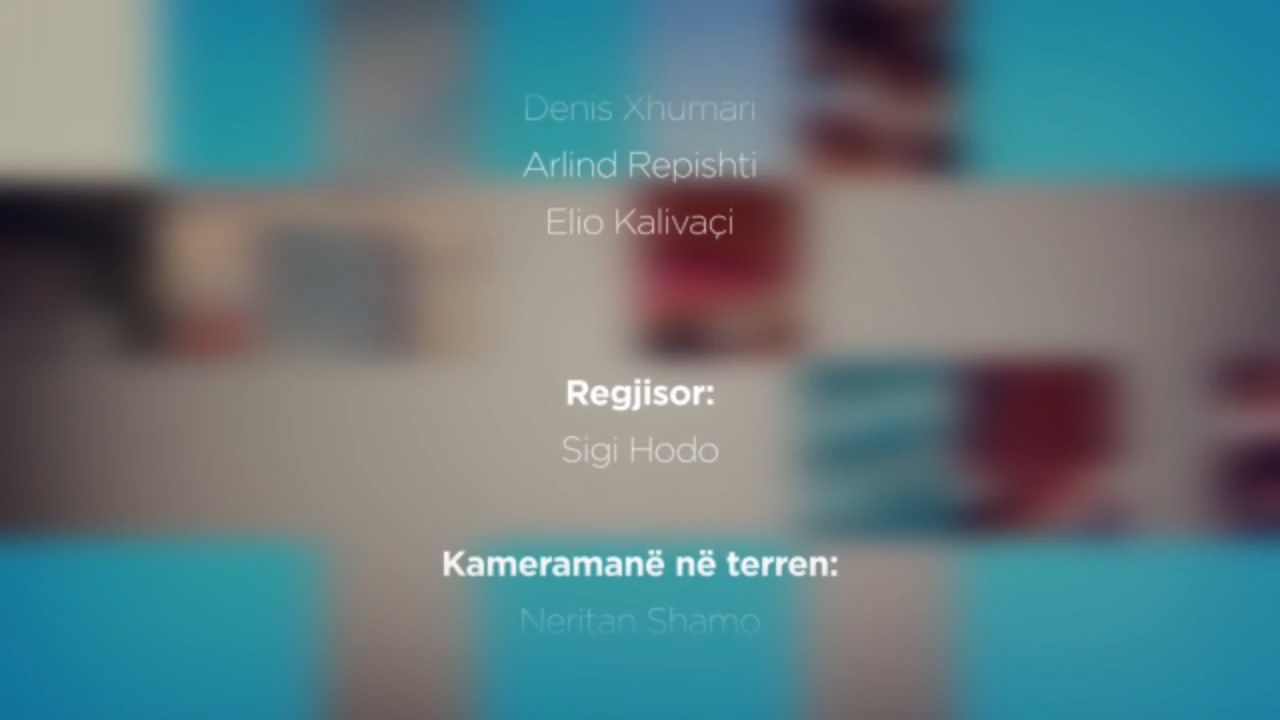 Denis Xhumari
Arlind Repishti
Elio Kalivaçi
Regjisor:
Sigi Hodo
Kameramanë në terren:
Neritan Shamo